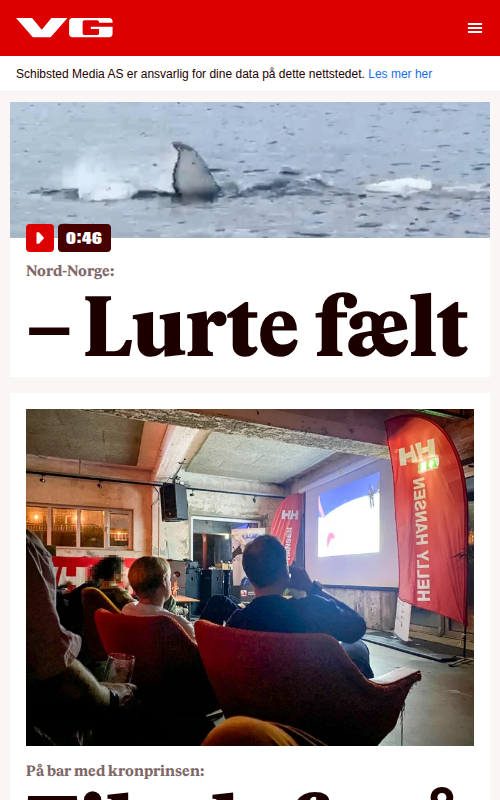 VG
Schibsted Media AS er ansvarlig for dine data på dette nettstedet. Les mer her
0:46
Nord-Norge:
– Lurte fælt
HH
HELLY HANSEN
HH
På bar med kronprinsen: